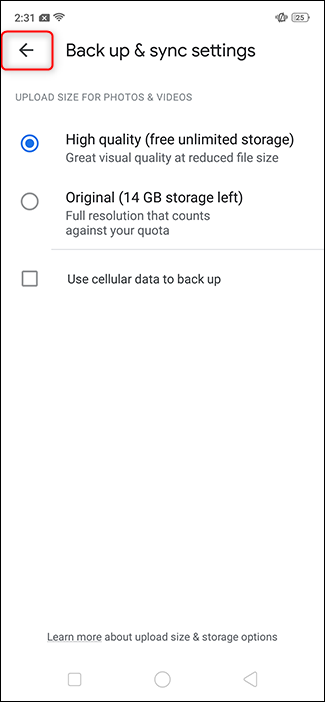 2:31 25
Back up & sync settings
UPLOAD SIZE FOR PHOTOS & VIDEOS
High quality (free unlimited storage)
Great visual quality at reduced file size
Original (14 GB storage left)
Full resolution that counts
against your quota
Use cellular data to back up
Learn more about upload size & storage options